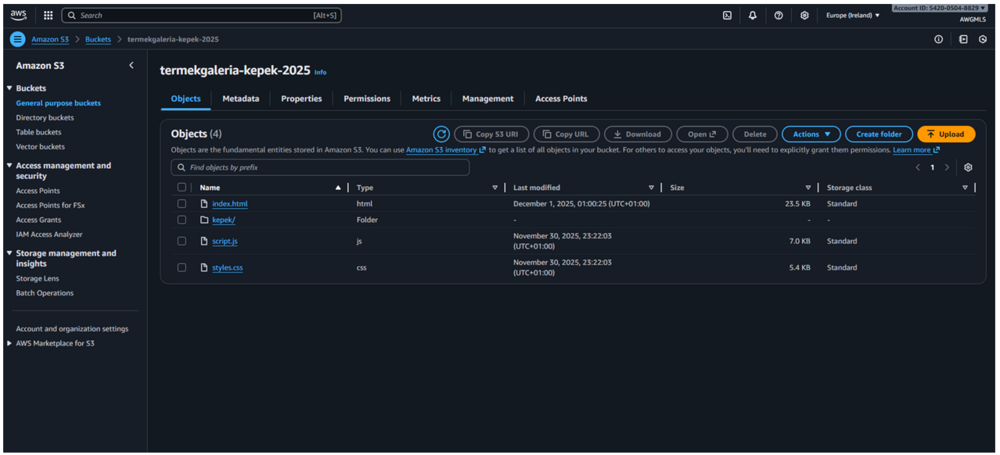 aws
Search [Alt+S]
Account ID: 5420-0504-8829
Europe (Ireland)
AWGMLS
Amazon S3 > Buckets > termekgaleria-kepek-2025
Amazon S3
Buckets
General purpose buckets
Directory buckets
Table buckets
Vector buckets
Access management and
security
Access Points
Access Points for FSx
Access Grants
IAM Access Analyzer
Storage management and
insights
Storage Lens
Batch Operations
Account and organization settings
AWS Marketplace for S3
termekgaleria-kepek-2025 Info
Objects Metadata Properties Permissions Metrics Management Access Points
Objects (4)
Copy S3 URI Copy URL Download Open Delete Actions Create folder Upload
Objects are the fundamental entities stored in Amazon S3. You can use Amazon S3 inventory to get a list of all objects in your bucket. For others to access your objects, you'll need to explicitly grant them permissions. Learn more
Find objects by prefix
1
Name Type Last modified Size Storage class
index.html html December 1, 2025, 01:00:25 (UTC+01:00) 23.5 KB Standard
kepek/ Folder - - -
script.js js November 30, 2025, 23:22:03
(UTC+01:00) 7.0 KB Standard
styles.css css November 30, 2025, 23:22:03
(UTC+01:00) 5.4 KB Standard